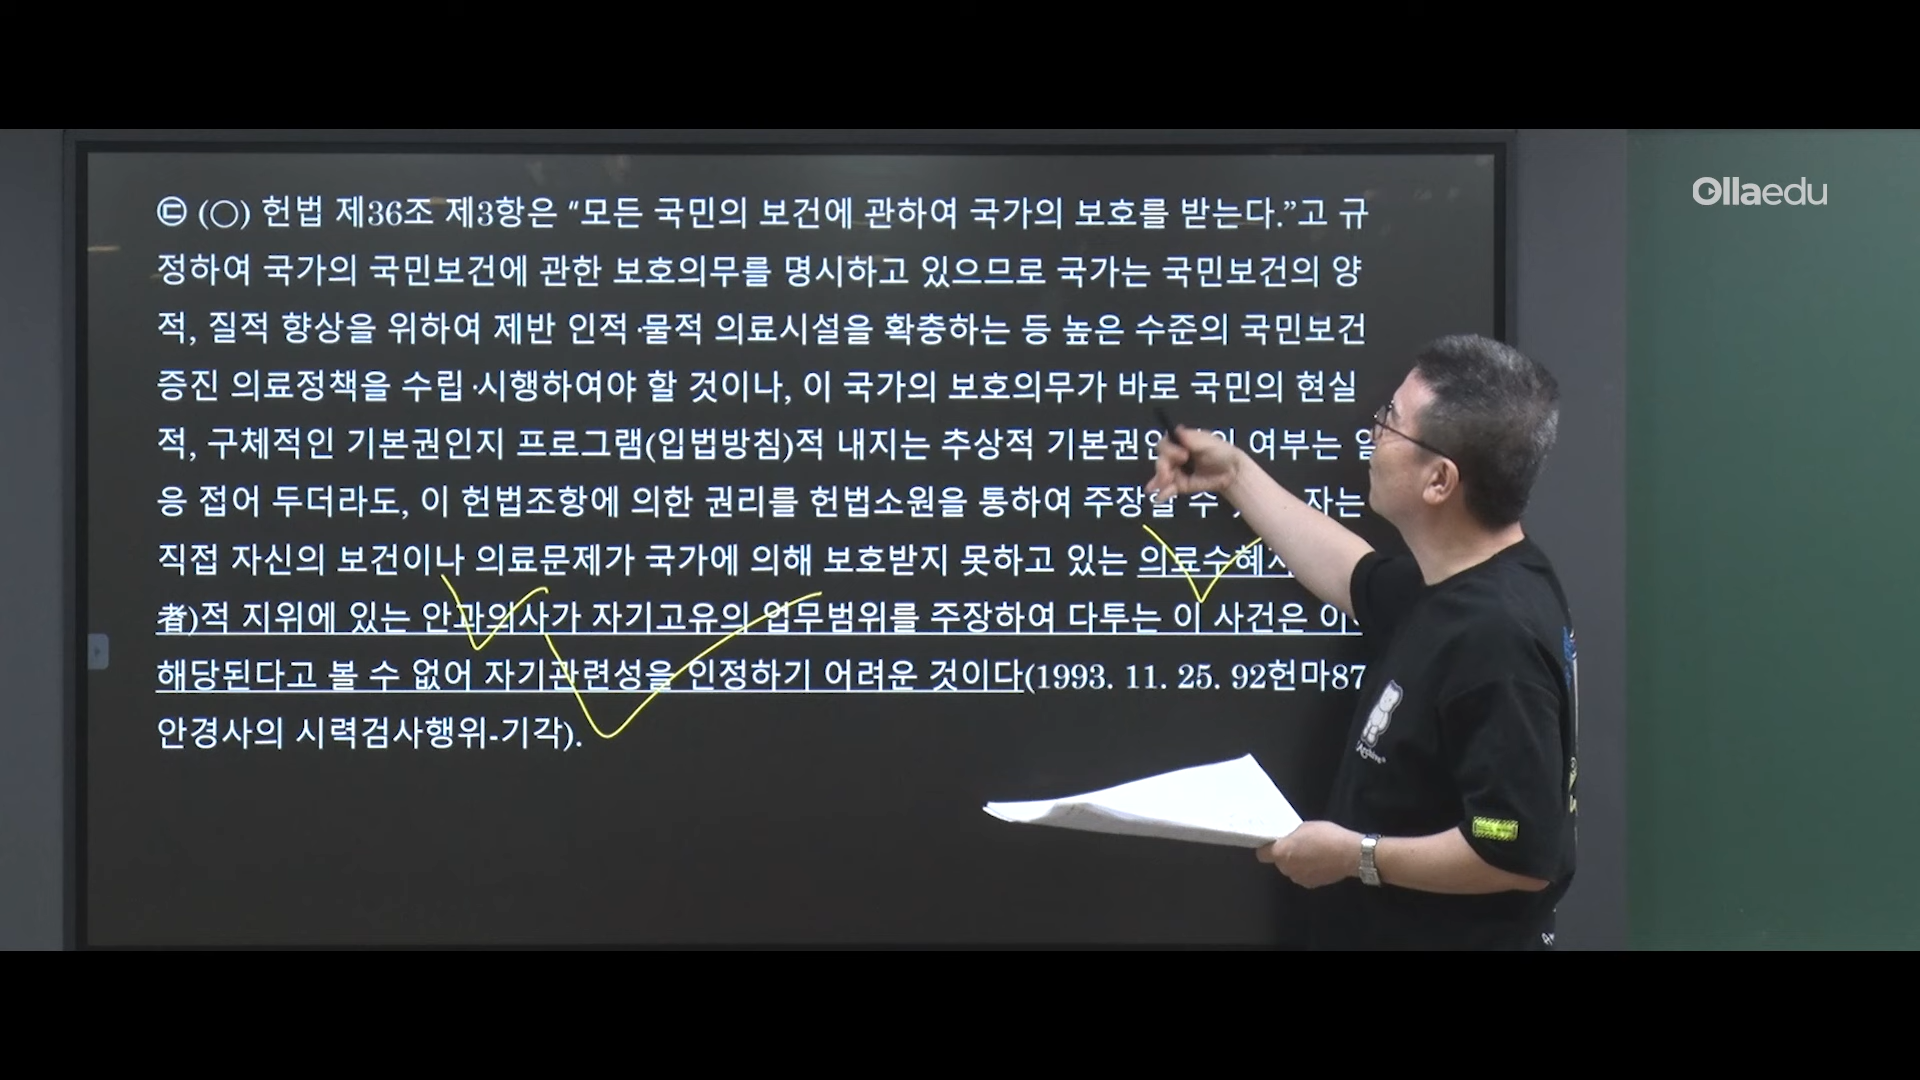 ㉢ (○) 헌법 제36조 제3항은 “모든 국민의 보건에 관하여 국가의 보호를 받는다.”고 규
정하여 국가의 국민보건에 관한 보호의무를 명시하고 있으므로 국가는 국민보건의 양
적, 질적 향상을 위하여 제반 인적·물적 의료시설을 확충하는 등 높은 수준의 국민보건
증진 의료정책을 수립·시행하여야 할 것이나, 이 국가의 보호의무가 바로 국민의 현실
적, 구체적인 기본권인지 프로그램(입법방침)적 내지는 추상적 여부는
응 접어 두더라도, 이 헌법조항에 의한 권리를 헌법소원을 통하여 주장할 수 자는
직접 자신의 보건이나 의료문제가 국가에 의해 보호받지 못하고 있는 의료수혜
者)적 지위에 있는 안과의사가 자기고유의 업무범위를 주장하여 다투는 이 사건은
해당된다고 볼 수 없어 자기관련성을 인정하기 어려운 것이다(1993. 11. 25. 92헌마87
안경사의 시력검사행위-기각).
Ollaedu